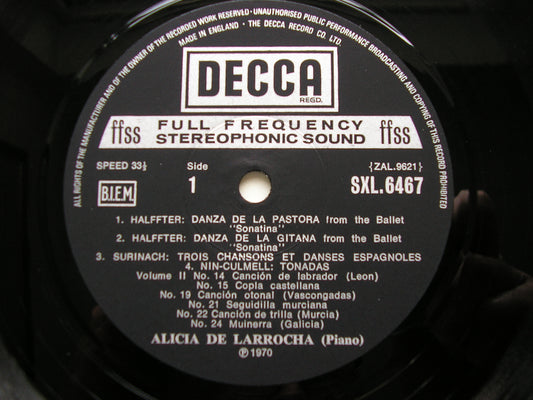 ALL RIGHTS OF THE MANUFACTURER AND OF THE OWNER OF THE RECORDED WORK RESERVED · UNAUTHORISED PUBLIC PERFORMANCE BROADCASTING AND COPYING OF THIS RECORD PROHIBITED
MADE IN ENGLAND · THE DECCA RECORD CO. LTD.
DECCA
REGD.
ffss FULL FREQUENCY ffss
STEREOPHONIC SOUND
SPEED 33⅓ Side {ZAL.9621}
B.I.E.M. 1 SXL.6467
1. HALFFTER: DANZA DE LA PASTORA from the Ballet
"Sonatina"
2. HALFFTER: DANZA DE LA GITANA from the Ballet
"Sonatina"
3. SURINACH: TROIS CHANSONS ET DANSES ESPAGNOLES
4. NIN-CULMELL: TONADAS
Volume II No. 14 Canción de labrador (Leon)
No. 15 Copla castellana
No. 19 Canción otonal (Vascongadas)
No. 21 Seguidilla murciana
No. 22 Canción de trilla (Murcia)
No. 24 Muinerra (Galicia)
ALICIA DE LARROCHA (Piano)
℗ 1970